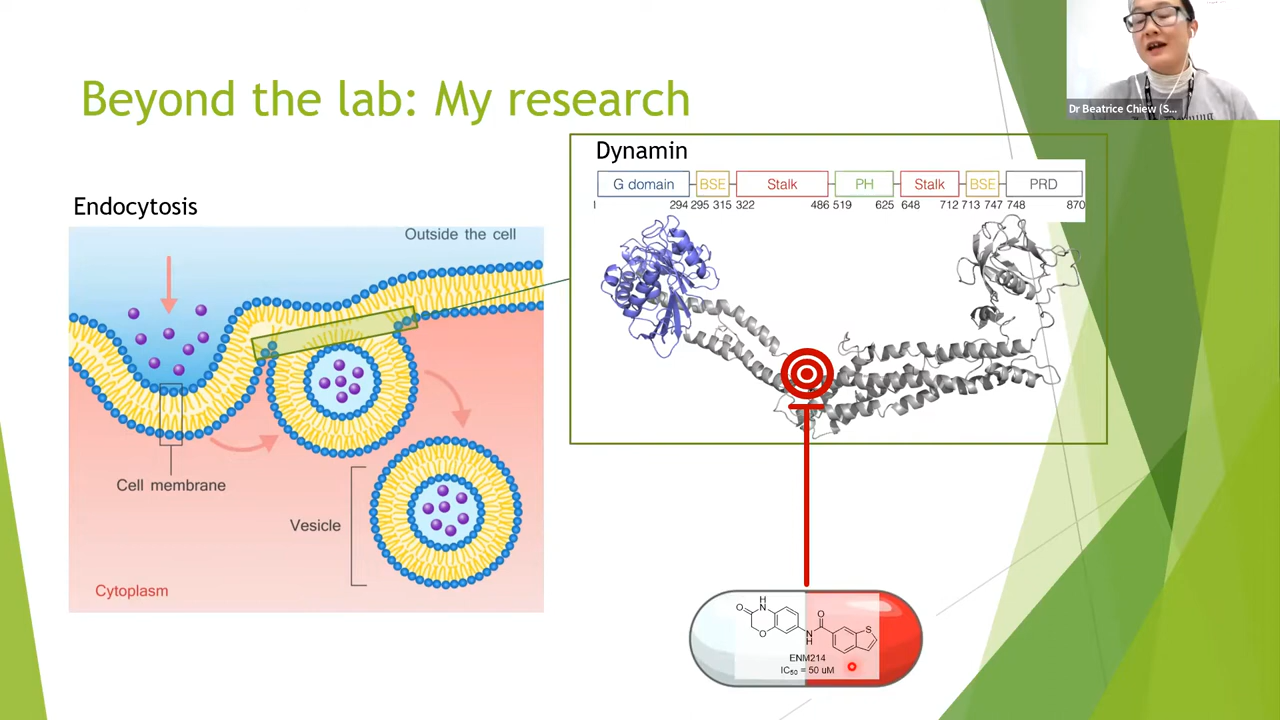 Beyond the lab: My research
Dr Beatrice Chiew (S...
Endocytosis
Outside the cell
Cell membrane
Vesicle
Cytoplasm
Dynamin
G domain BSE Stalk PH Stalk BSE PRD
1 294 295 315 322 486 519 625 648 712 713 747 748 870
H
N
O
O
N
H
O
S
ENM214
IC₅₀ = 50 uM